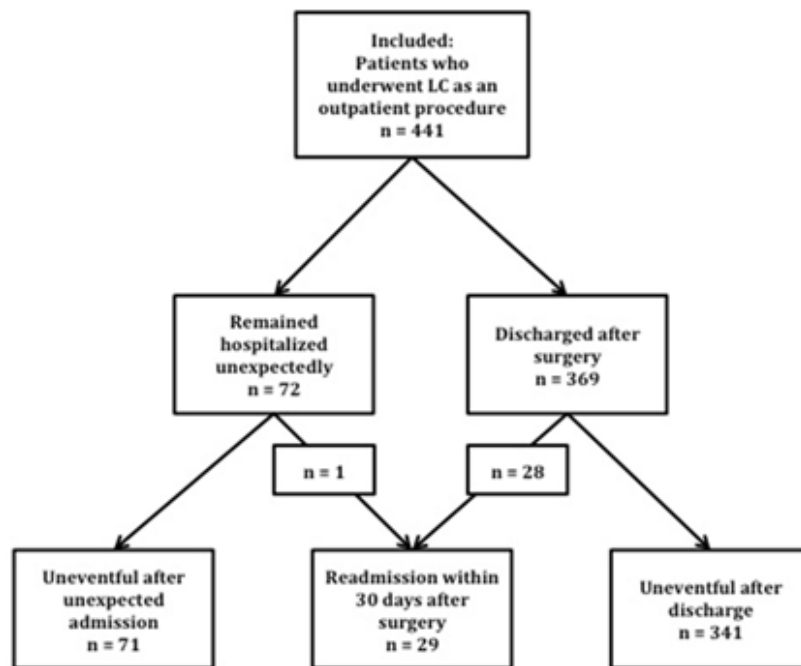 Included:
Patients who
underwent LC as an
outpatient procedure
n = 441
Remained
hospitalized
unexpectedly
n = 72
Discharged after
surgery
n = 369
n = 1
n = 28
Uneventful after
unexpected
admission
n = 71
Readmission within
30 days after
surgery
n = 29
Uneventful after
discharge
n = 341